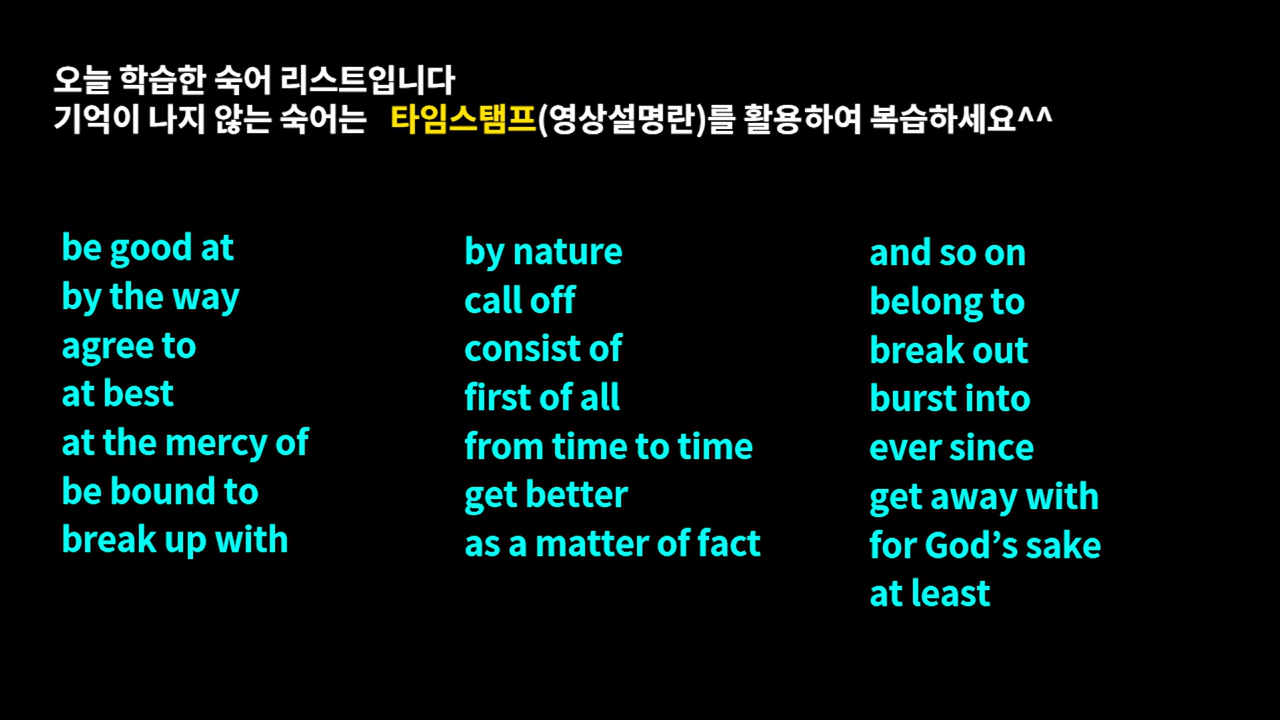 오늘 학습한 숙어 리스트입니다
기억이 나지 않는 숙어는 타임스탬프(영상설명란)를 활용하여 복습하세요^^
be good at
by the way
agree to
at best
at the mercy of
be bound to
break up with
by nature
call off
consist of
first of all
from time to time
get better
as a matter of fact
and so on
belong to
break out
burst into
ever since
get away with
for God’s sake
at least